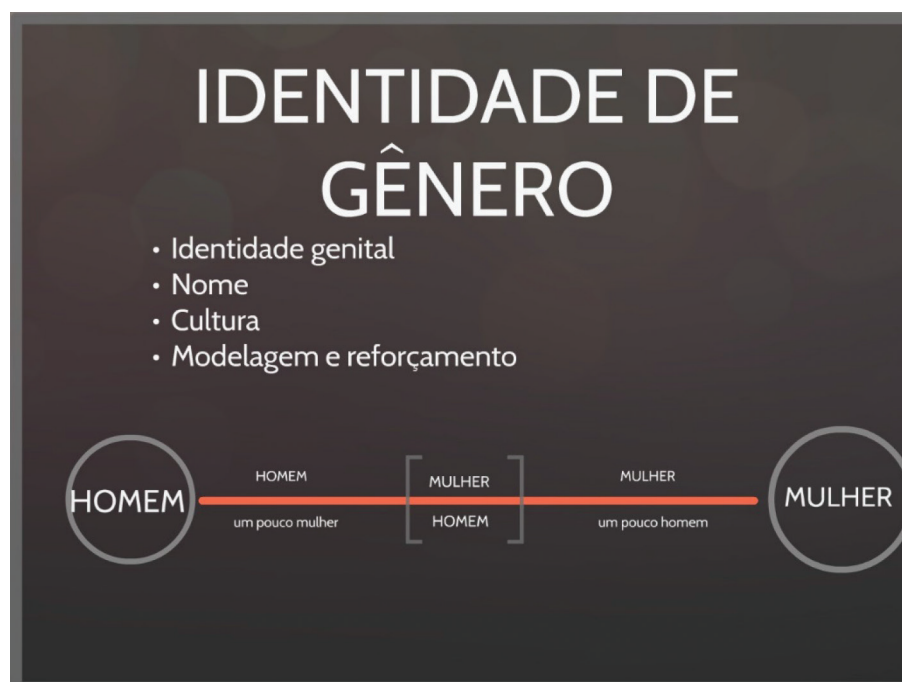 IDENTIDADE DE
GÊNERO
• Identidade genital
• Nome
• Cultura
• Modelagem e reforçamento
HOMEM
HOMEM
um pouco mulher
MULHER
HOMEM
MULHER
um pouco homem
MULHER